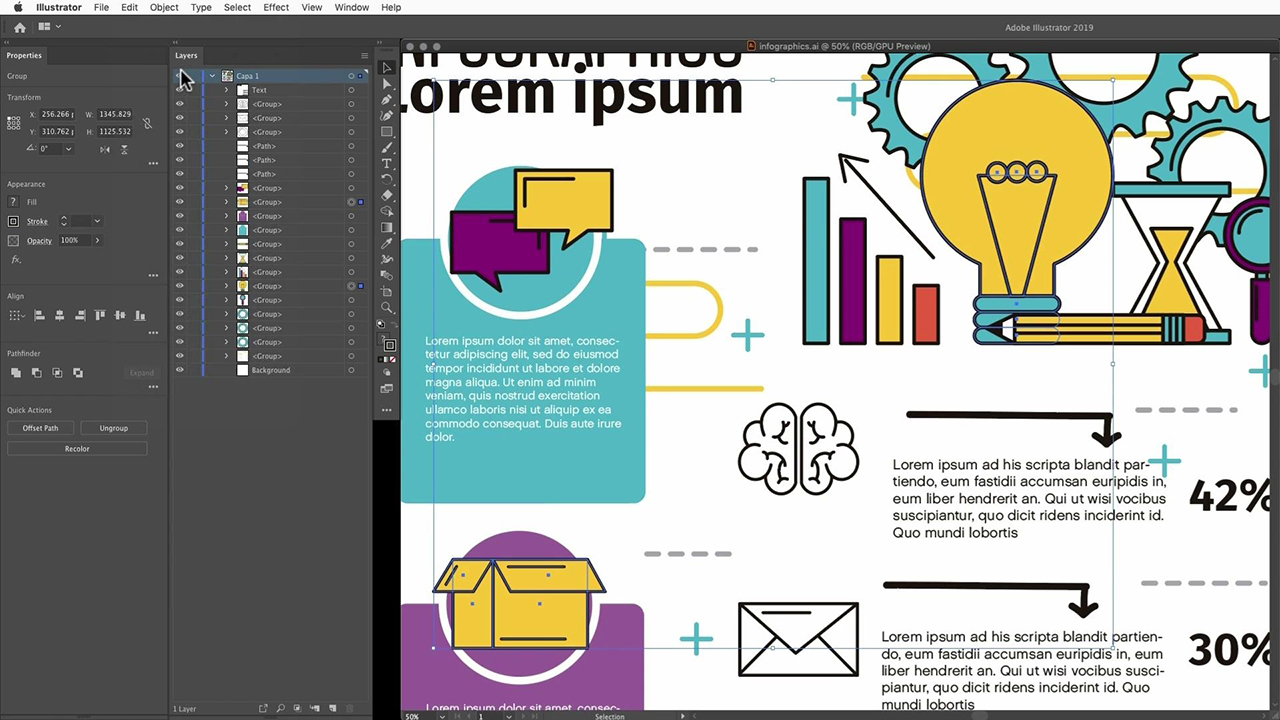 Illustrator File Edit Object Type Select Effect View Window Help
Adobe Illustrator 2019
infographics.ai @ 50% (RGB/GPU Preview)
Properties
Group
Transform
X: 256.266 W: 1345.829
Y: 310.762 H: 1125.532
0°
Appearance
? Fill
Stroke
Opacity 100%
fx.
Align
Pathfinder
Expand
Quick Actions
Offset Path Ungroup
Recolor
Layers
Capa 1
Text
<Group>
<Group>
<Group>
<Path>
<Path>
<Path>
<Group>
<Group>
<Group>
<Group>
<Group>
<Group>
<Group>
<Group>
<Group>
<Group>
<Group>
<Group>
<Group>
Background
1 Layer
Lorem ipsum
Lorem ipsum dolor sit amet, consec-
tetur adipiscing elit, sed do eiusmod
tempor incididunt ut labore et dolore
magna aliqua. Ut enim ad minim
veniam, quis nostrud exercitation
ullamco laboris nisi ut aliquip ex ea
commodo consequat. Duis aute irure
dolor.
Lorem ipsum ad his scripta blandit par-
tiendo, eum fastidii accumsan euripidis in,
eum liber hendrerit an. Qui ut wisi vocibus
suscipiantur, quo dicit ridens inciderint id.
Quo mundi lobortis
42%
Lorem ipsum ad his scripta blandit partien-
do, eum fastidii accumsan euripidis in, eum
liber hendrerit an. Qui ut wisi vocibus susci-
piantur, quo dicit ridens inciderint id. Quo
mundi lobortis
30%
Lorem ipsum dolor sit amet, consec-
50% 1 Selection